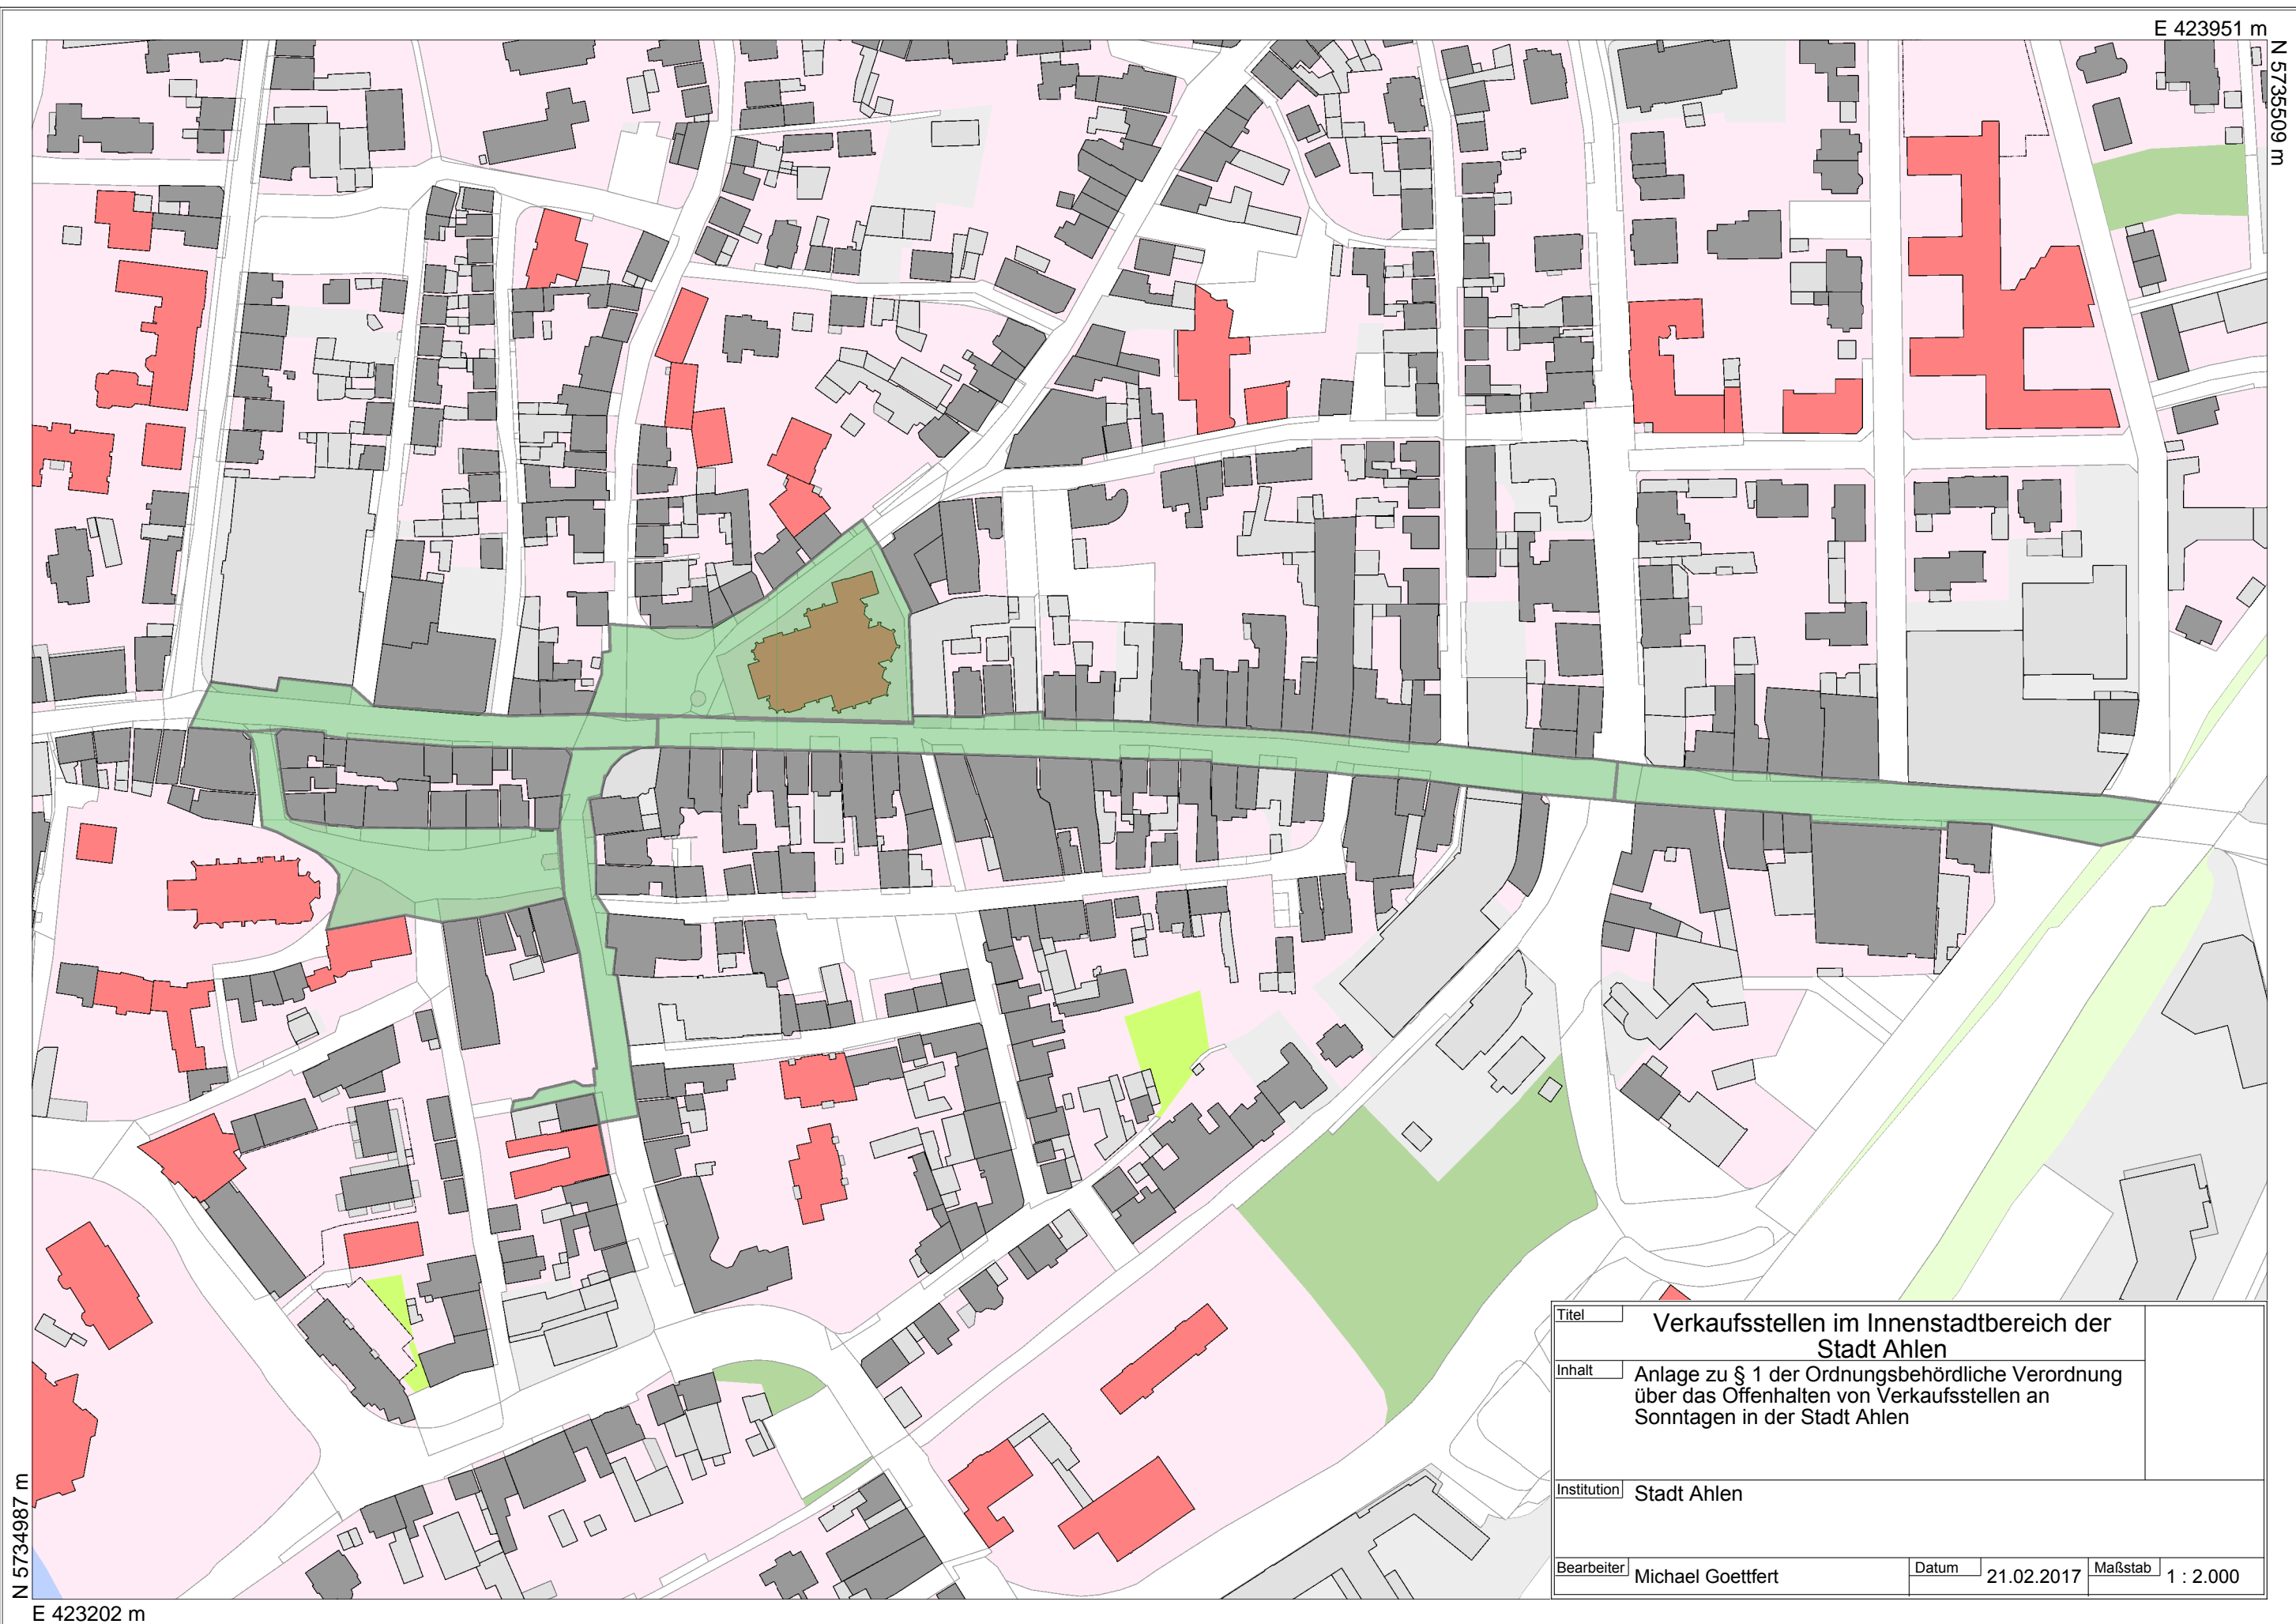 E 423951 m
N 5735509 m
N 5734987 m
E 423202 m
Titel
Verkaufsstellen im Innenstadtbereich der
Stadt Ahlen
Inhalt
Anlage zu § 1 der Ordnungsbehördliche Verordnung
über das Offenhalten von Verkaufsstellen an
Sonntagen in der Stadt Ahlen
Institution
Stadt Ahlen
Bearbeiter
Michael Goettfert
Datum
21.02.2017
Maßstab
1 : 2.000